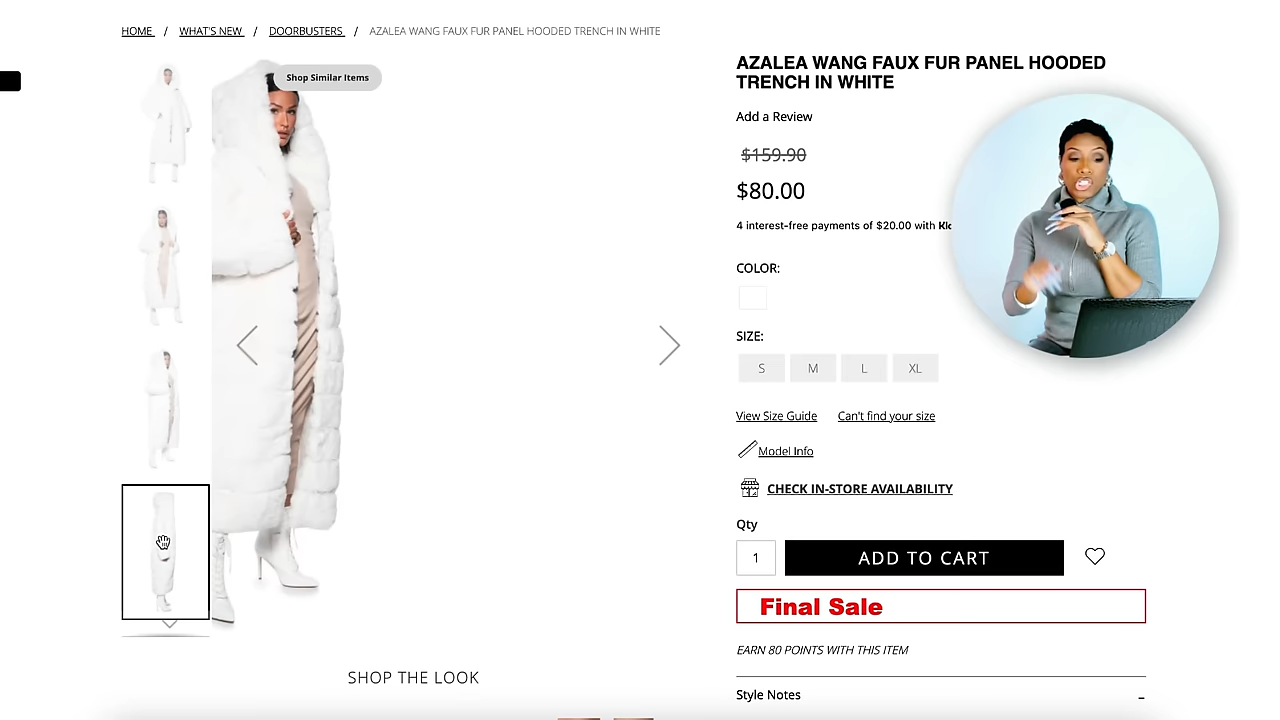 HOME / WHAT'S NEW / DOORBUSTERS / AZALEA WANG FAUX FUR PANEL HOODED TRENCH IN WHITE
Shop Similar Items
AZALEA WANG FAUX FUR PANEL HOODED
TRENCH IN WHITE
Add a Review
$159.90
$80.00
4 interest-free payments of $20.00 with
COLOR:
SIZE:
S M L XL
View Size Guide Can't find your size
Model Info
CHECK IN-STORE AVAILABILITY
Qty
1 ADD TO CART
Final Sale
EARN 80 POINTS WITH THIS ITEM
SHOP THE LOOK
Style Notes –